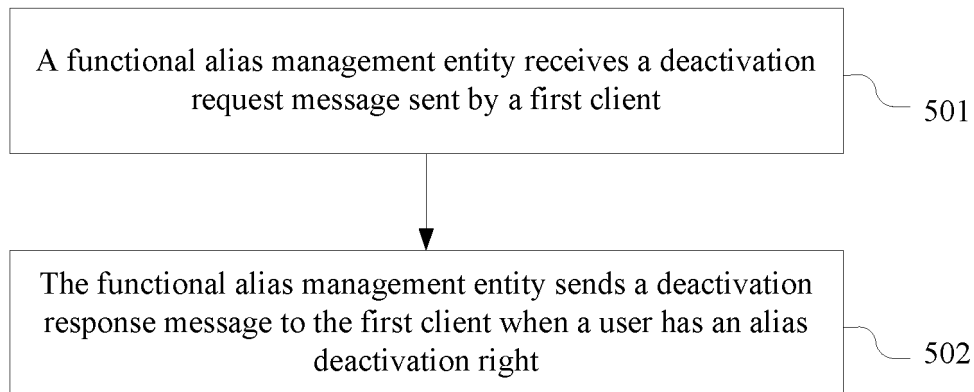 A functional alias management entity receives a deactivation
request message sent by a first client
501
The functional alias management entity sends a deactivation
response message to the first client when a user has an alias
deactivation right
502